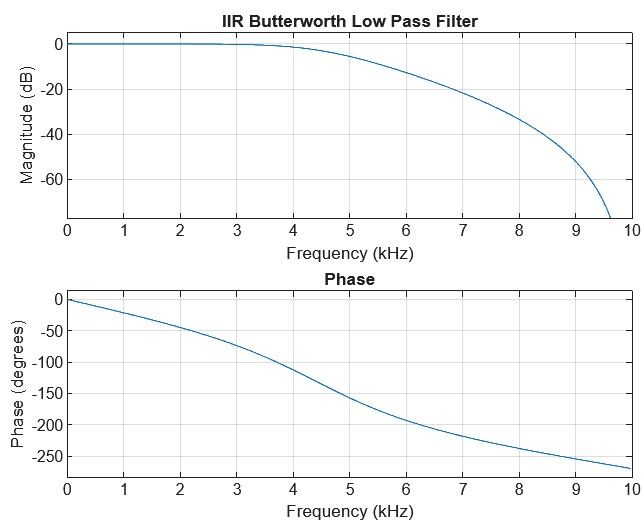 IIR Butterworth Low Pass Filter
0
-20
-40
-60
Magnitude (dB)
0 1 2 3 4 5 6 7 8 9 10
Frequency (kHz)
Phase
0
-50
-100
-150
-200
-250
Phase (degrees)
0 1 2 3 4 5 6 7 8 9 10
Frequency (kHz)